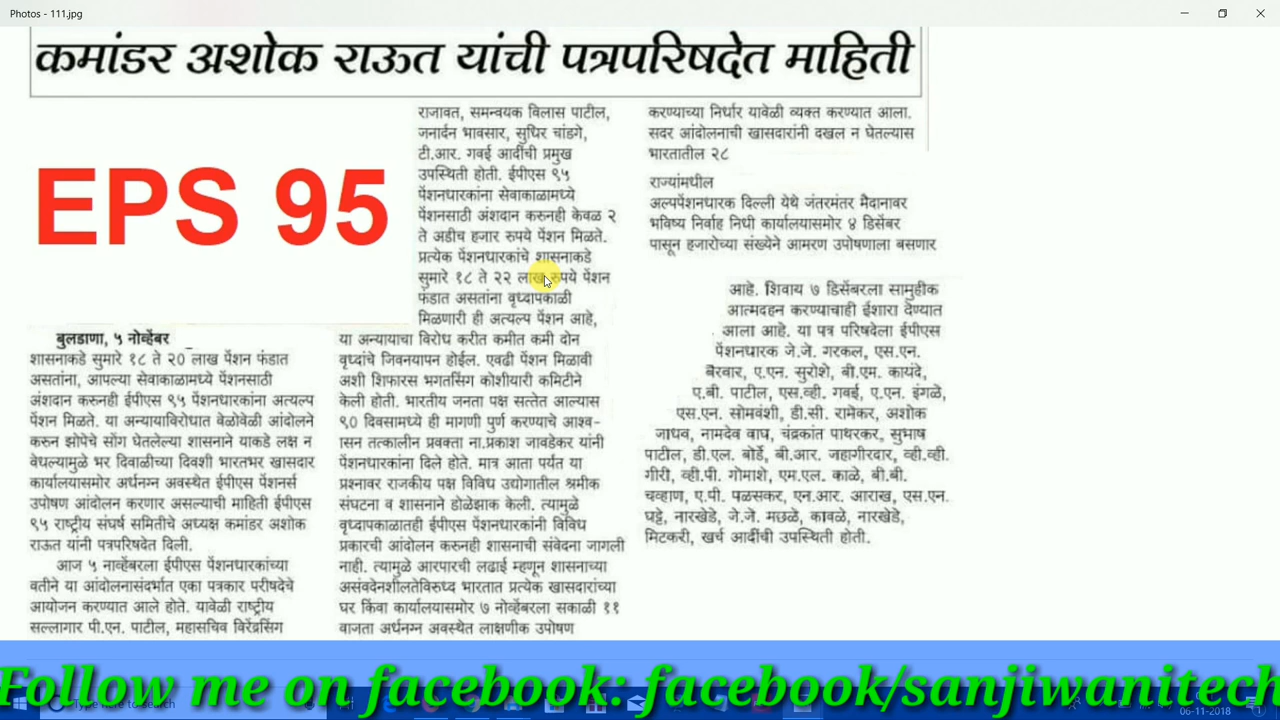 Photos - 111.jpg
कमांडर अशोक राऊत यांची पत्रपरिषदेत माहिती
EPS 95
बुलडाणा, ५ नोव्हेंबर
शासनाकडे सुमारे १८ ते २० लाख पेंशन फंडात
असतांना, आपल्या सेवाकाळामध्ये पेंशनसाठी
अंशदान करुनही ईपीएस ९५ पेंशनधारकांना अत्यल्प
पेंशन मिळते. या अन्यायाविरोधात वेळोवेळी आंदोलने
करुन झोपेचे सोंग घेतलेल्या शासनाने याकडे लक्ष न
वेधल्यामुळे भर दिवाळीच्या दिवशी भारतभर खासदार
कार्यालयासमोर अर्धनग्न अवस्थेत ईपीएस पेंशनर्स
उपोषण आंदोलन करणार असल्याची माहिती ईपीएस
९५ राष्ट्रीय संघर्ष समितीचे अध्यक्ष कमांडर अशोक
राऊत यांनी पत्रपरिषदेत दिली.
आज ५ नाव्हेंबरला ईपीएस पेंशनधारकांच्या
वतीने या आंदोलनासंदर्भात एका पत्रकार परीषदेचे
आयोजन करण्यात आले होते. यावेळी राष्ट्रीय
सल्लागार पी.एन. पाटील, महासचिव विरेंद्रसिंग
राजावत, समन्वयक विलास पाटील,
जनार्दन भावसार, सुधिर चांडगे,
टी.आर. गवई आदींची प्रमुख
उपस्थिती होती. ईपीएस ९५
पेंशनधारकांना सेवाकाळामध्ये
पेंशनसाठी अंशदान करुनही केवळ २
ते अडीच हजार रुपये पेंशन मिळते.
प्रत्येक पेंशनधारकांचे शासनाकडे
सुमारे १८ ते २२ लाख रुपये पेंशन
फंडात असतांना वृध्दापकाळी
मिळणारी ही अत्यल्प पेंशन आहे,
या अन्यायाचा विरोध करीत कमीत कमी दोन
वृध्दांचे जिवनयापन होईल. एवढी पेंशन मिळावी
अशी शिफारस भगतसिंग कोशीयारी कमिटीने
केली होती. भारतीय जनता पक्ष सत्तेत आल्यास
९० दिवसामध्ये ही मागणी पुर्ण करण्याचे आश्व-
ासन तत्कालीन प्रवक्ता ना.प्रकाश जावडेकर यांनी
पेंशनधारकांना दिले होते. मात्र आता पर्यंत या
प्रश्नावर राजकीय पक्ष विविध उद्योगातील श्रमीक
संघटना व शासनाने डोळेझाक केली. त्यामुळे
वृध्दापकाळातही ईपीएस पेंशनधारकांनी विविध
प्रकारची आंदोलन करुनही शासनाची संवेदना जागली
नाही. त्यामुळे आरपारची लढाई म्हणून शासनाच्या
असंवदेनशीलतेविरुध्द भारतात प्रत्येक खासदारांच्या
घर किंवा कार्यालयासमोर ७ नोव्हेंबरला सकाळी ११
वाजता अर्धनग्न अवस्थेत लाक्षणीक उपोषण
करण्याच्या निर्धार यावेळी व्यक्त करण्यात आला.
सदर आंदोलनाची खासदारांनी दखल न घेतल्यास
भारतातील २८
राज्यांमधील
अल्पपेंशनधारक दिल्ली येथे जंतरमंतर मैदानावर
भविष्य निर्वाह निधी कार्यालयासमोर ४ डिसेंबर
पासून हजारोच्या संख्येने आमरण उपोषणाला बसणार
आहे. शिवाय ७ डिसेंबरला सामुहीक
आत्मदहन करण्याचाही ईशारा देण्यात
आला आहे. या पत्र परिषदेला ईपीएस
पेंशनधारक जे.जे. गरकल, एस.एन.
बैरवार, ए.एन. सुरोशे, बी.एम. कायंदे,
ए.बी. पाटील, एस.व्ही. गवई, ए.एन. इंगळे,
एस.एन. सोमवंशी, डी.सी. रामेकर, अशोक
जाधव, नामदेव वाघ, चंद्रकांत पाथरकर, सुभाष
पाटील, डी.एल. बोर्डे, बी.आर. जहागीरदार, व्ही.व्ही.
गीरी, व्ही.पी. गोमाशे, एम.एल. काळे, बी.बी.
चव्हाण, ए.पी. पळसकर, एन.आर. आराख, एस.एन.
घट्टे, नारखेडे, जे.जे. मछळे, कावळे, नारखेडे,
मिटकरी, खर्च आदींची उपस्थिती होती.
Follow me on facebook: facebook/sanjiwanitech
Type here to search
06-11-2018